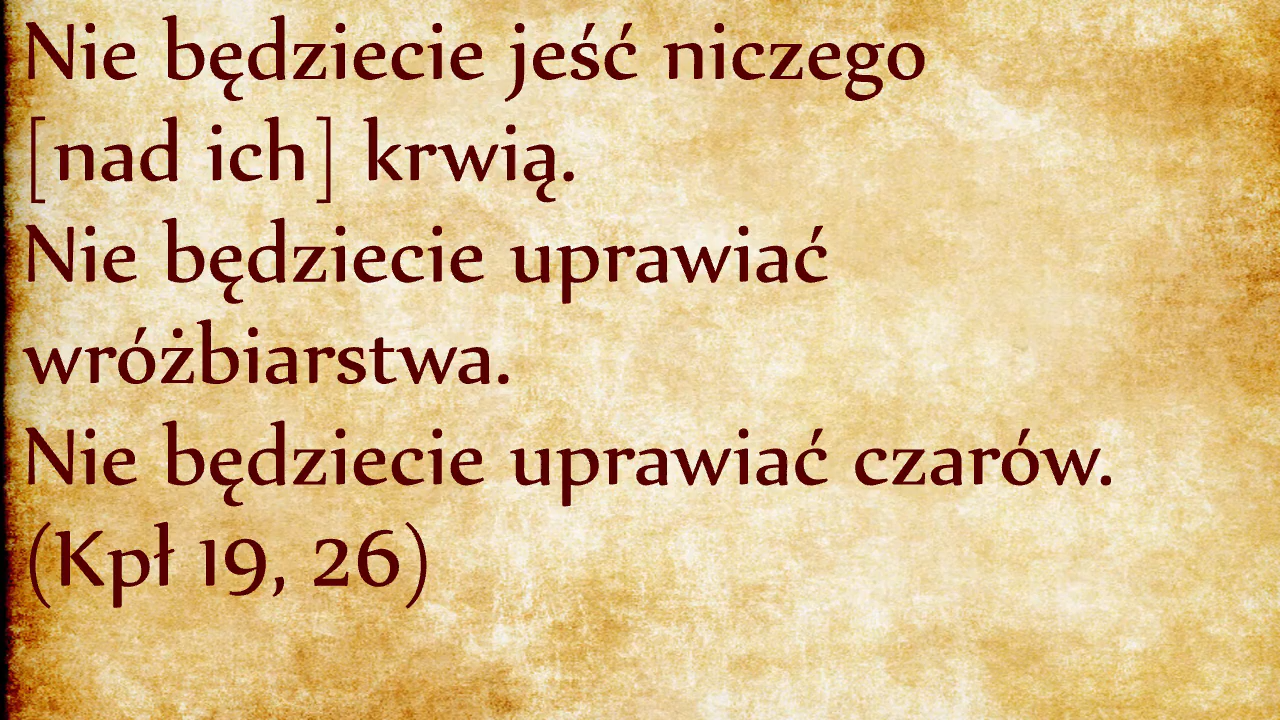 Nie będziecie jeść niczego
[nad ich] krwią.
Nie będziecie uprawiać
wróżbiarstwa.
Nie będziecie uprawiać czarów.
(Kpł 19, 26)